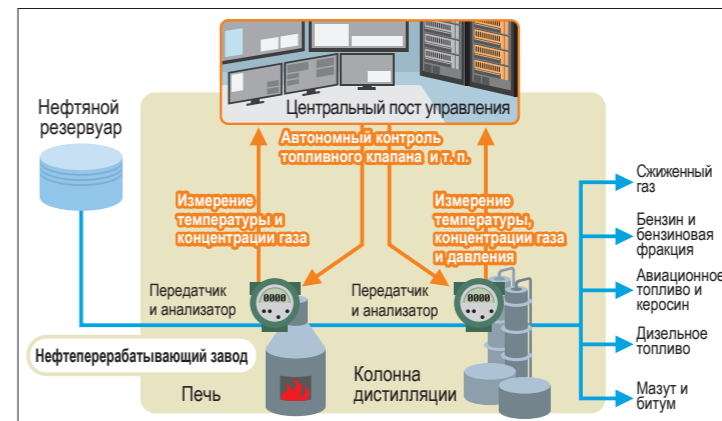 Центральный пост управления
Нефтяной
резервуар
Автономный контроль
топливного клапана и т. п.
Измерение
температуры и
концентрации газа
Измерение
температуры,
концентрации газа
и давления
Сжиженный
газ
Бензин и
бензиновая
фракция
Авиационное
топливо и
керосин
Дизельное
топливо
Мазут и
битум
Передатчик
и анализатор
0000
Передатчик
и анализатор
0000
Нефтеперерабатывающий завод
Печь
Колонна
дистилляции